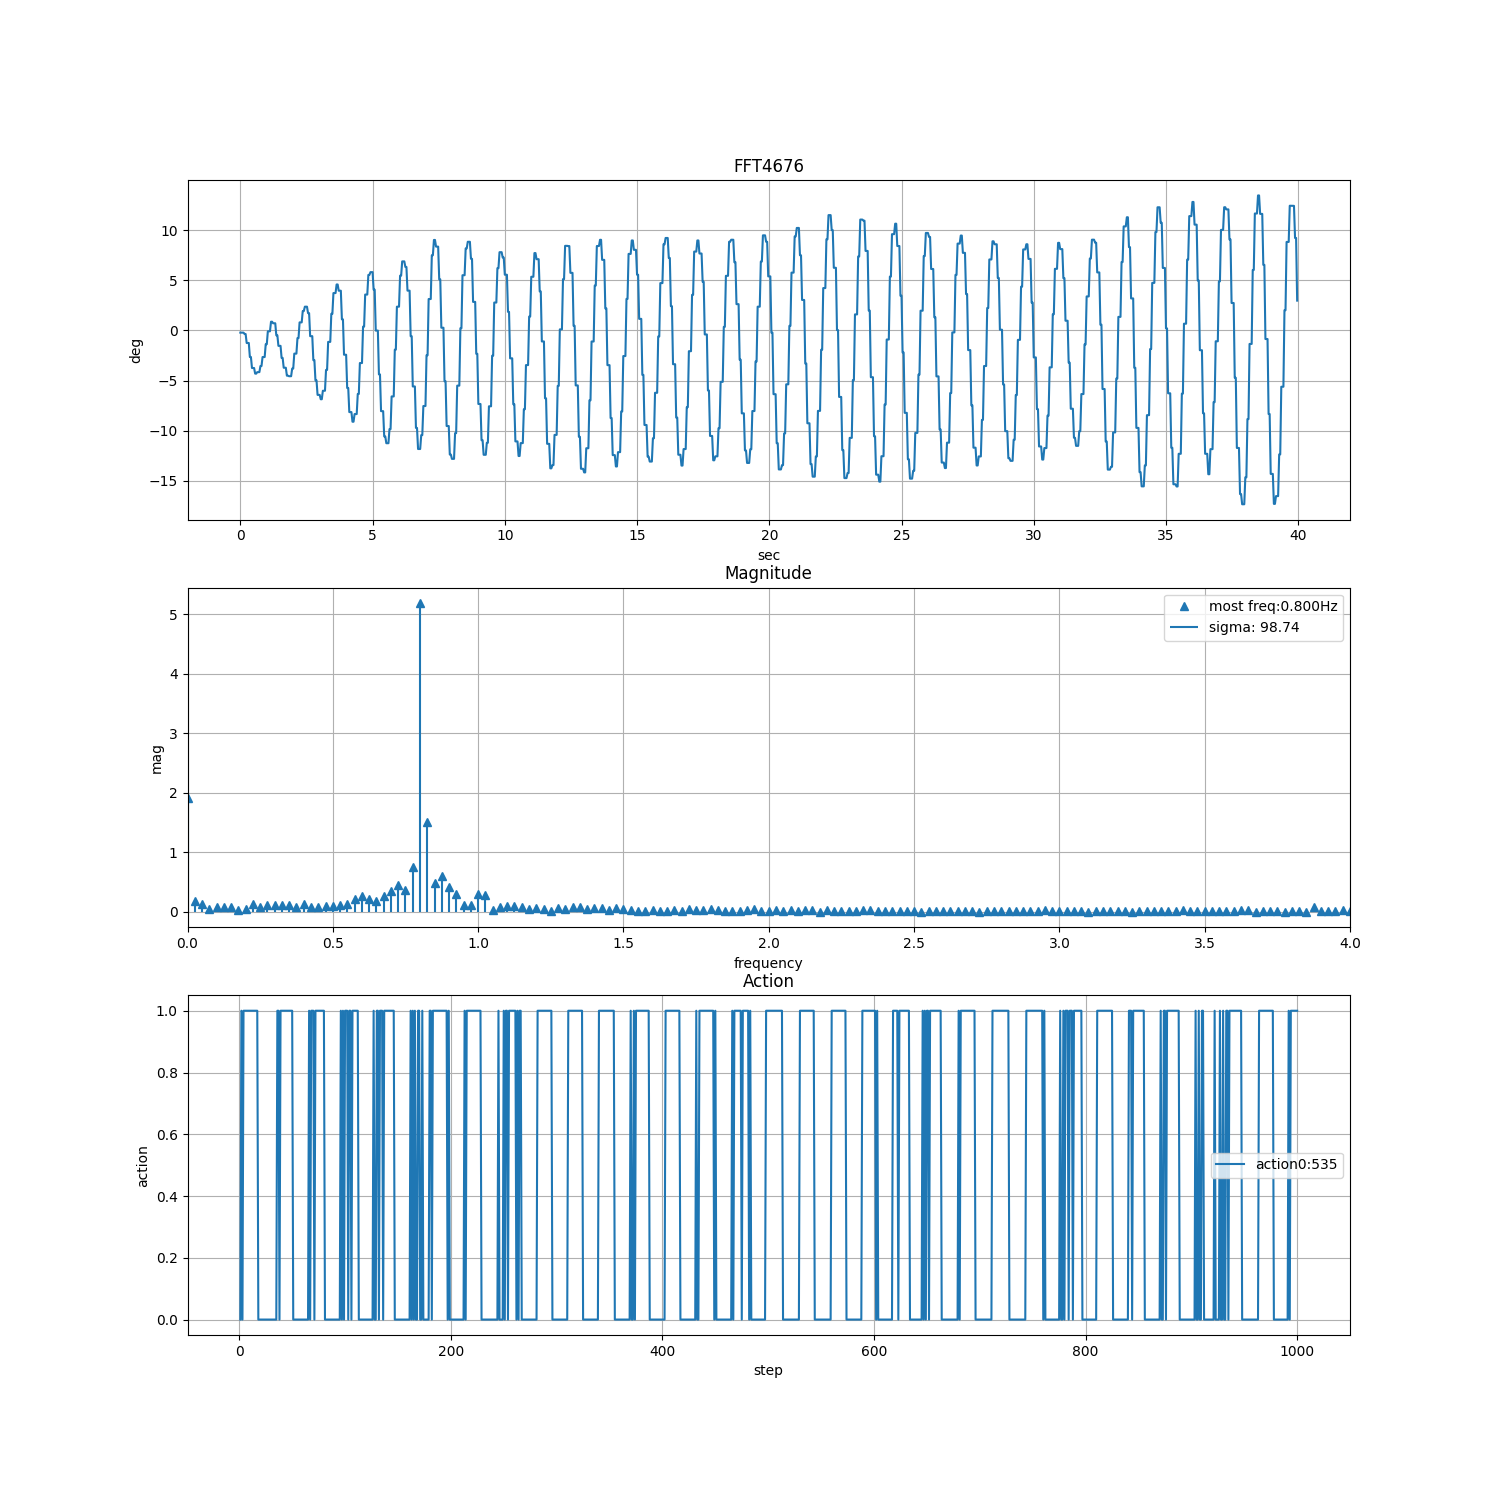 FFT4676
10
5
0
−5
−10
−15
deg
0 5 10 15 20 25 30 35 40
sec
Magnitude
most freq:0.800Hz
sigma: 98.74
5
4
3
2
1
0
mag
0.0 0.5 1.0 1.5 2.0 2.5 3.0 3.5 4.0
frequency
Action
1.0
0.8
0.6
0.4
0.2
0.0
action
action0:535
0 200 400 600 800 1000
step